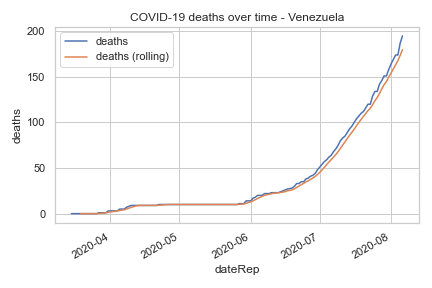 COVID-19 deaths over time - Venezuela
deaths
deaths (rolling)
200
150
100
50
0
deaths
2020-04
2020-05
2020-06
2020-07
2020-08
dateRep